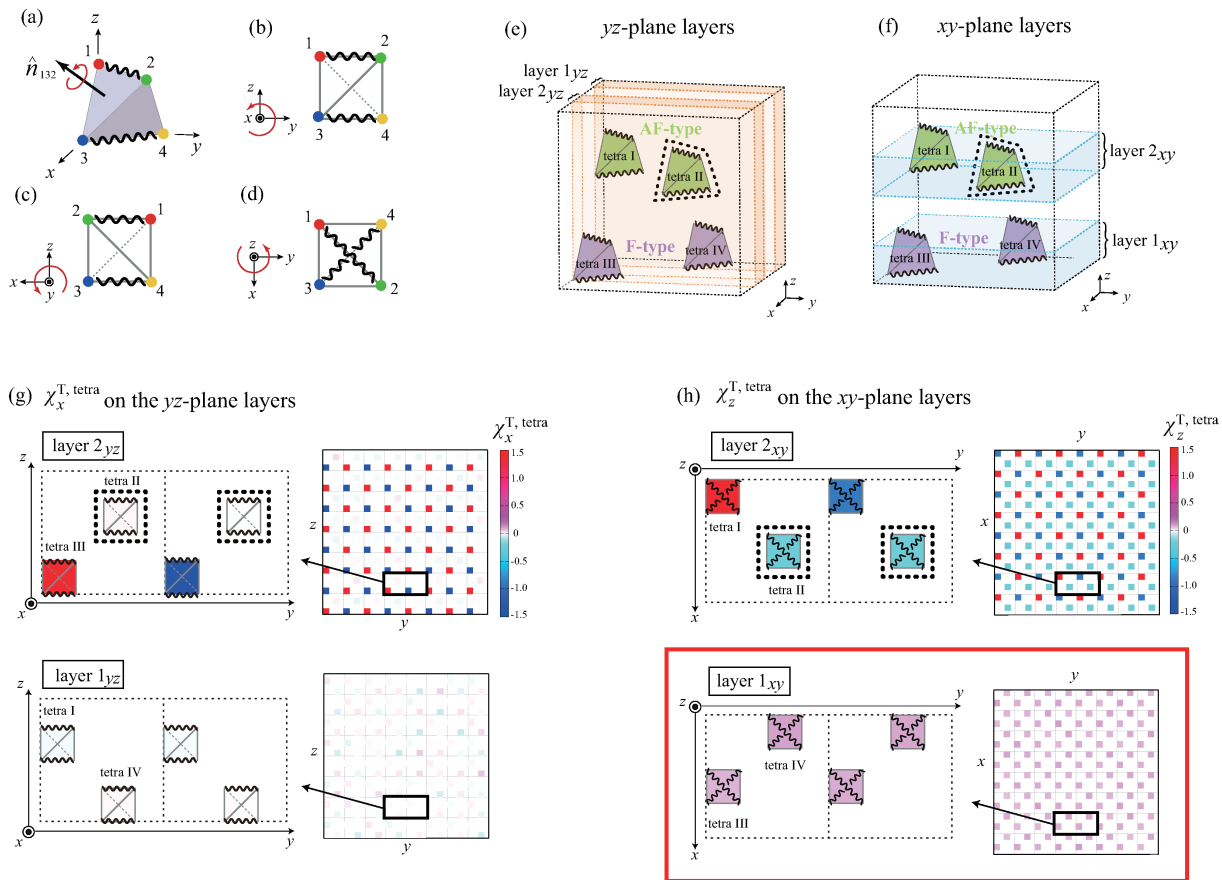 (a)
z
1
2
n̂132
3
4
y
x
(b)
1
2
z
x
y
3
4
(c)
2
1
z
x
y
3
4
(d)
1
4
z
y
x
3
2
(e)
yz-plane layers
layer 1yz
layer 2yz
AF-type
tetra I
tetra II
F-type
tetra III
tetra IV
z
y
x
(f)
xy-plane layers
AF-type
tetra I
tetra II
layer 2xy
F-type
tetra III
tetra IV
layer 1xy
z
y
x
(g) χxT, tetra on the yz-plane layers
layer 2yz
z
tetra II
tetra III
x
y
z
y
χxT, tetra
1.5
1.0
0.5
0
-0.5
-1.0
-1.5
layer 1yz
z
tetra I
tetra IV
x
y
z
y
(h) χzT, tetra on the xy-plane layers
layer 2xy
z
y
tetra I
tetra II
x
y
x
χzT, tetra
1.5
1.0
0.5
0
-0.5
-1.0
-1.5
layer 1xy
z
y
tetra IV
tetra III
x
y
x